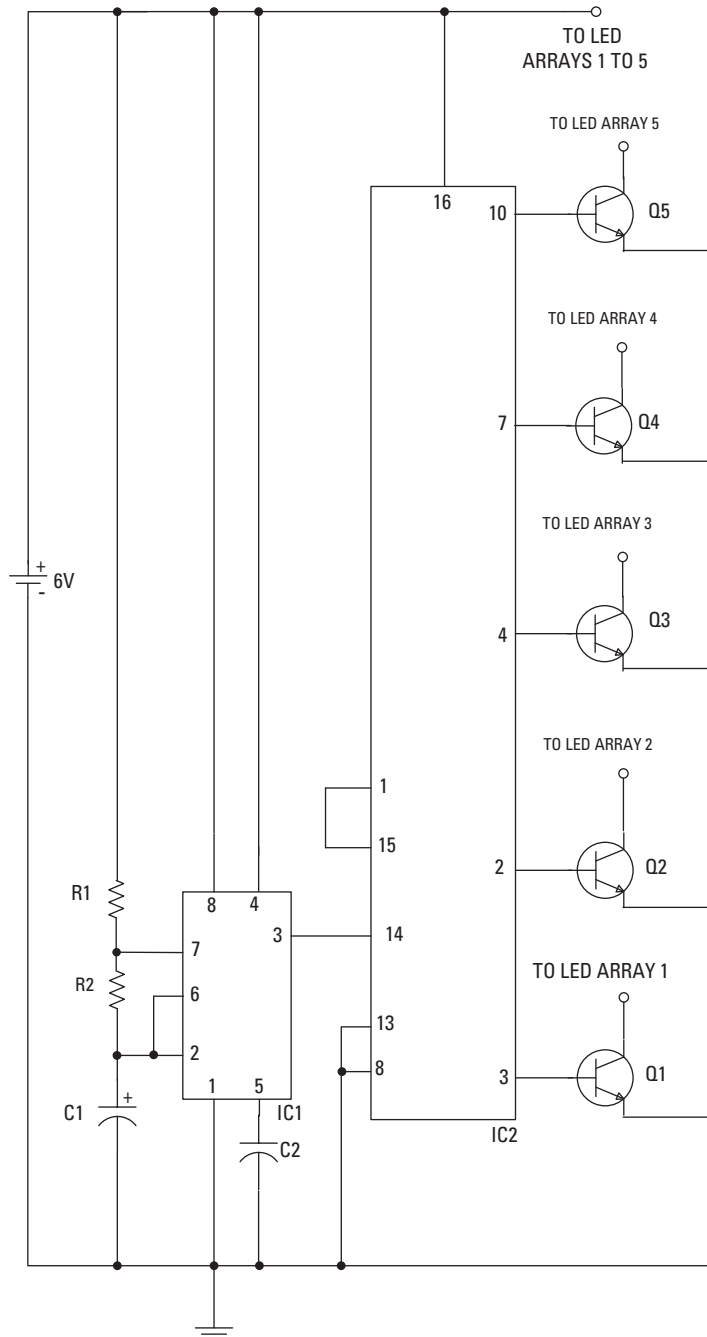 TO LED
ARRAYS 1 TO 5
TO LED ARRAY 5
16
10
Q5
TO LED ARRAY 4
7
Q4
TO LED ARRAY 3
+
6V
-
4
Q3
TO LED ARRAY 2
1
15
2
Q2
R1
8 4
3
14
7
TO LED ARRAY 1
R2
6
13
2
8
3
Q1
1 5
+
IC1
C1
C2
IC2